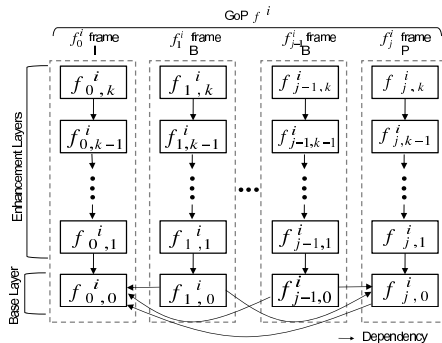 GoP f^i
f_0^i frame f_1^i frame f_{j-1}^i frame f_j^i frame
I B B P
f_{0,k}^i f_{1,k}^i f_{j-1,k}^i f_{j,k}^i
f_{0,k-1}^i f_{1,k-1}^i f_{j-1,k-1}^i f_{j,k-1}^i
Enhancement Layers
f_{0,1}^i f_{1,1}^i f_{j-1,1}^i f_{j,1}^i
Base Layer
f_{0,0}^i f_{1,0}^i f_{j-1,0}^i f_{j,0}^i
Dependency